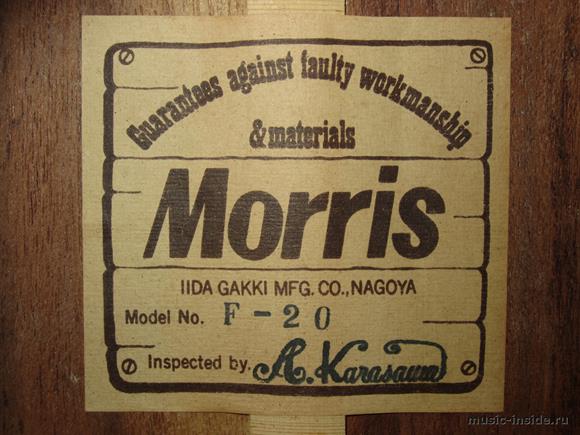 Guarantees against faulty workmanship
& materials
Morris
IIDA GAKKI MFG. CO., NAGOYA
Model No. F-20
Inspected by. A. Karasawa
music-inside.ru